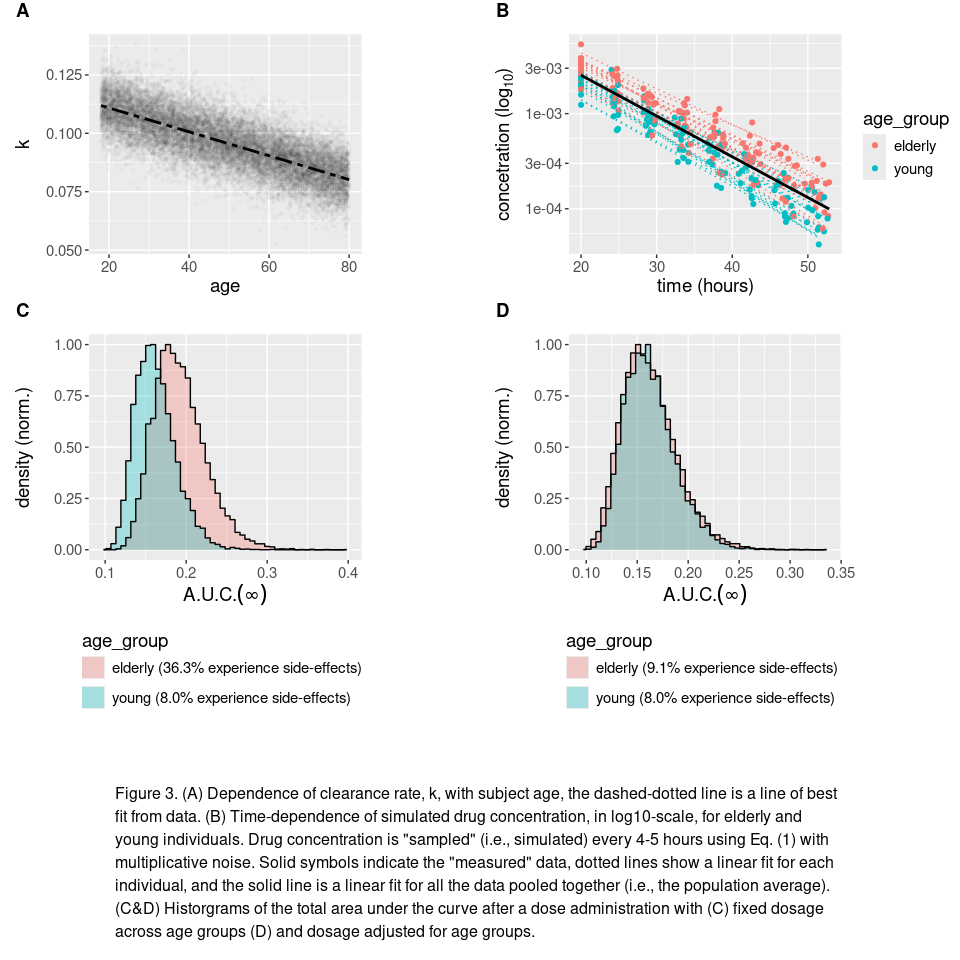 A
k
0.125
0.100
0.075
0.050
20 40 60 80
age
B
concetration (log10)
3e-03
1e-03
3e-04
1e-04
20 30 40 50
time (hours)
age_group
elderly
young
C
density (norm.)
1.00
0.75
0.50
0.25
0.00
0.1 0.2 0.3 0.4
A.U.C.(∞)
age_group
elderly (36.3% experience side-effects)
young (8.0% experience side-effects)
D
density (norm.)
1.00
0.75
0.50
0.25
0.00
0.10 0.15 0.20 0.25 0.30 0.35
A.U.C.(∞)
age_group
elderly (9.1% experience side-effects)
young (8.0% experience side-effects)
Figure 3. (A) Dependence of clearance rate, k, with subject age, the dashed-dotted line is a line of best
fit from data. (B) Time-dependence of simulated drug concentration, in log10-scale, for elderly and
young individuals. Drug concentration is "sampled" (i.e., simulated) every 4-5 hours using Eq. (1) with
multiplicative noise. Solid symbols indicate the "measured" data, dotted lines show a linear fit for each
individual, and the solid line is a linear fit for all the data pooled together (i.e., the population average).
(C&D) Historgrams of the total area under the curve after a dose administration with (C) fixed dosage
across age groups (D) and dosage adjusted for age groups.